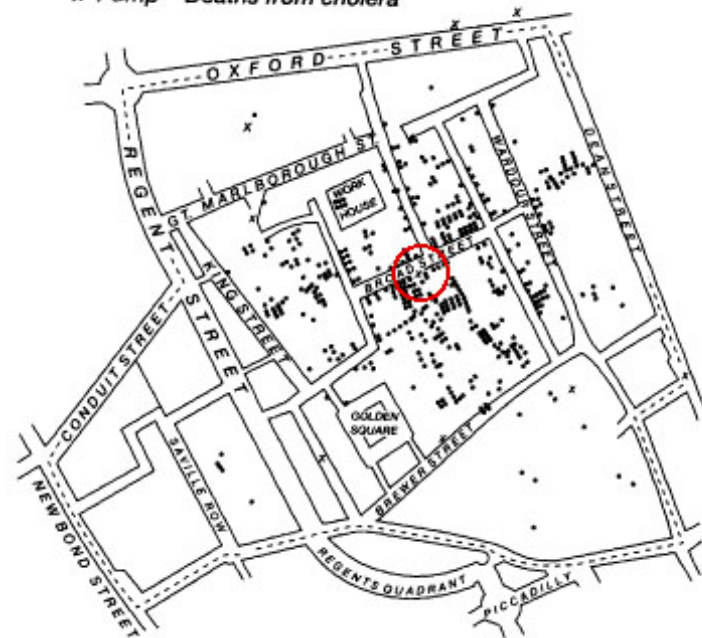 Pump Deaths from cholera
OXFORD STREET
REGENT STREET
GT. MARLBOROUGH ST
WORK
HOUSE
BROAD STREET
WARDOUR STREET
DEAN STREET
KING STREET
CONDUIT STREET
GOLDEN
SQUARE
SAVILLE ROW
BREWER STREET
NEW BOND STREET
REGENTS QUADRANT
PICCADILLY